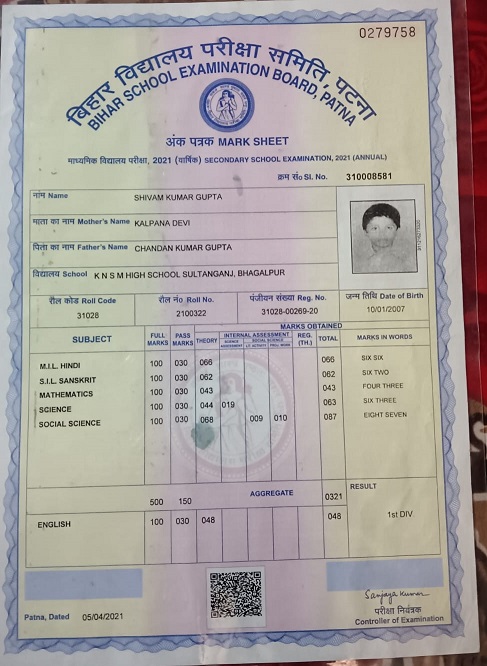 0279758
बिहार विद्यालय परीक्षा समिति, पटना
BIHAR SCHOOL EXAMINATION BOARD, PATNA
अंक पत्रक MARK SHEET
माध्यमिक विद्यालय परीक्षा, 2021 (वार्षिक) SECONDARY SCHOOL EXAMINATION, 2021 (ANNUAL)
क्रम सं० Sl. No. 310008581
नाम Name SHIVAM KUMAR GUPTA
माता का नाम Mother's Name KALPANA DEVI
पिता का नाम Father's Name CHANDAN KUMAR GUPTA
विद्यालय School K N S M HIGH SCHOOL SULTANGANJ, BHAGALPUR
रौल कोड Roll Code रौल नं० Roll No. पंजीयन संख्या Reg. No. जन्म तिथि Date of Birth
31028 2100322 31028-00269-20 10/01/2007
MARKS OBTAINED
SUBJECT FULL MARKS PASS MARKS THEORY INTERNAL ASSESSMENT REG. (TH.) TOTAL MARKS IN WORDS
SCIENCE SOCIAL SCIENCE
M.I.L. HINDI 100 030 066 066 SIX SIX
S.I.L. SANSKRIT 100 030 062 062 SIX TWO
MATHEMATICS 100 030 043 043 FOUR THREE
SCIENCE 100 030 044 019 063 SIX THREE
SOCIAL SCIENCE 100 030 068 009 010 087 EIGHT SEVEN
500 150 AGGREGATE 0321 RESULT
ENGLISH 100 030 048 048 1st DIV.
Sanjaya Kumar
Patna, Dated 05/04/2021
परीक्षा नियंत्रक
Controller of Examination